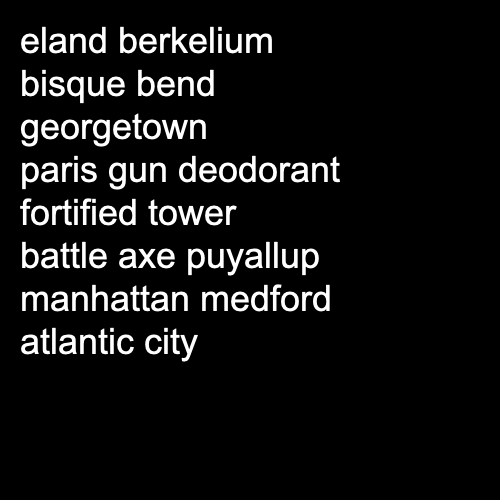 eland berkelium
bisque bend
georgetown
paris gun deodorant
fortified tower
battle axe puyallup
manhattan medford
atlantic city